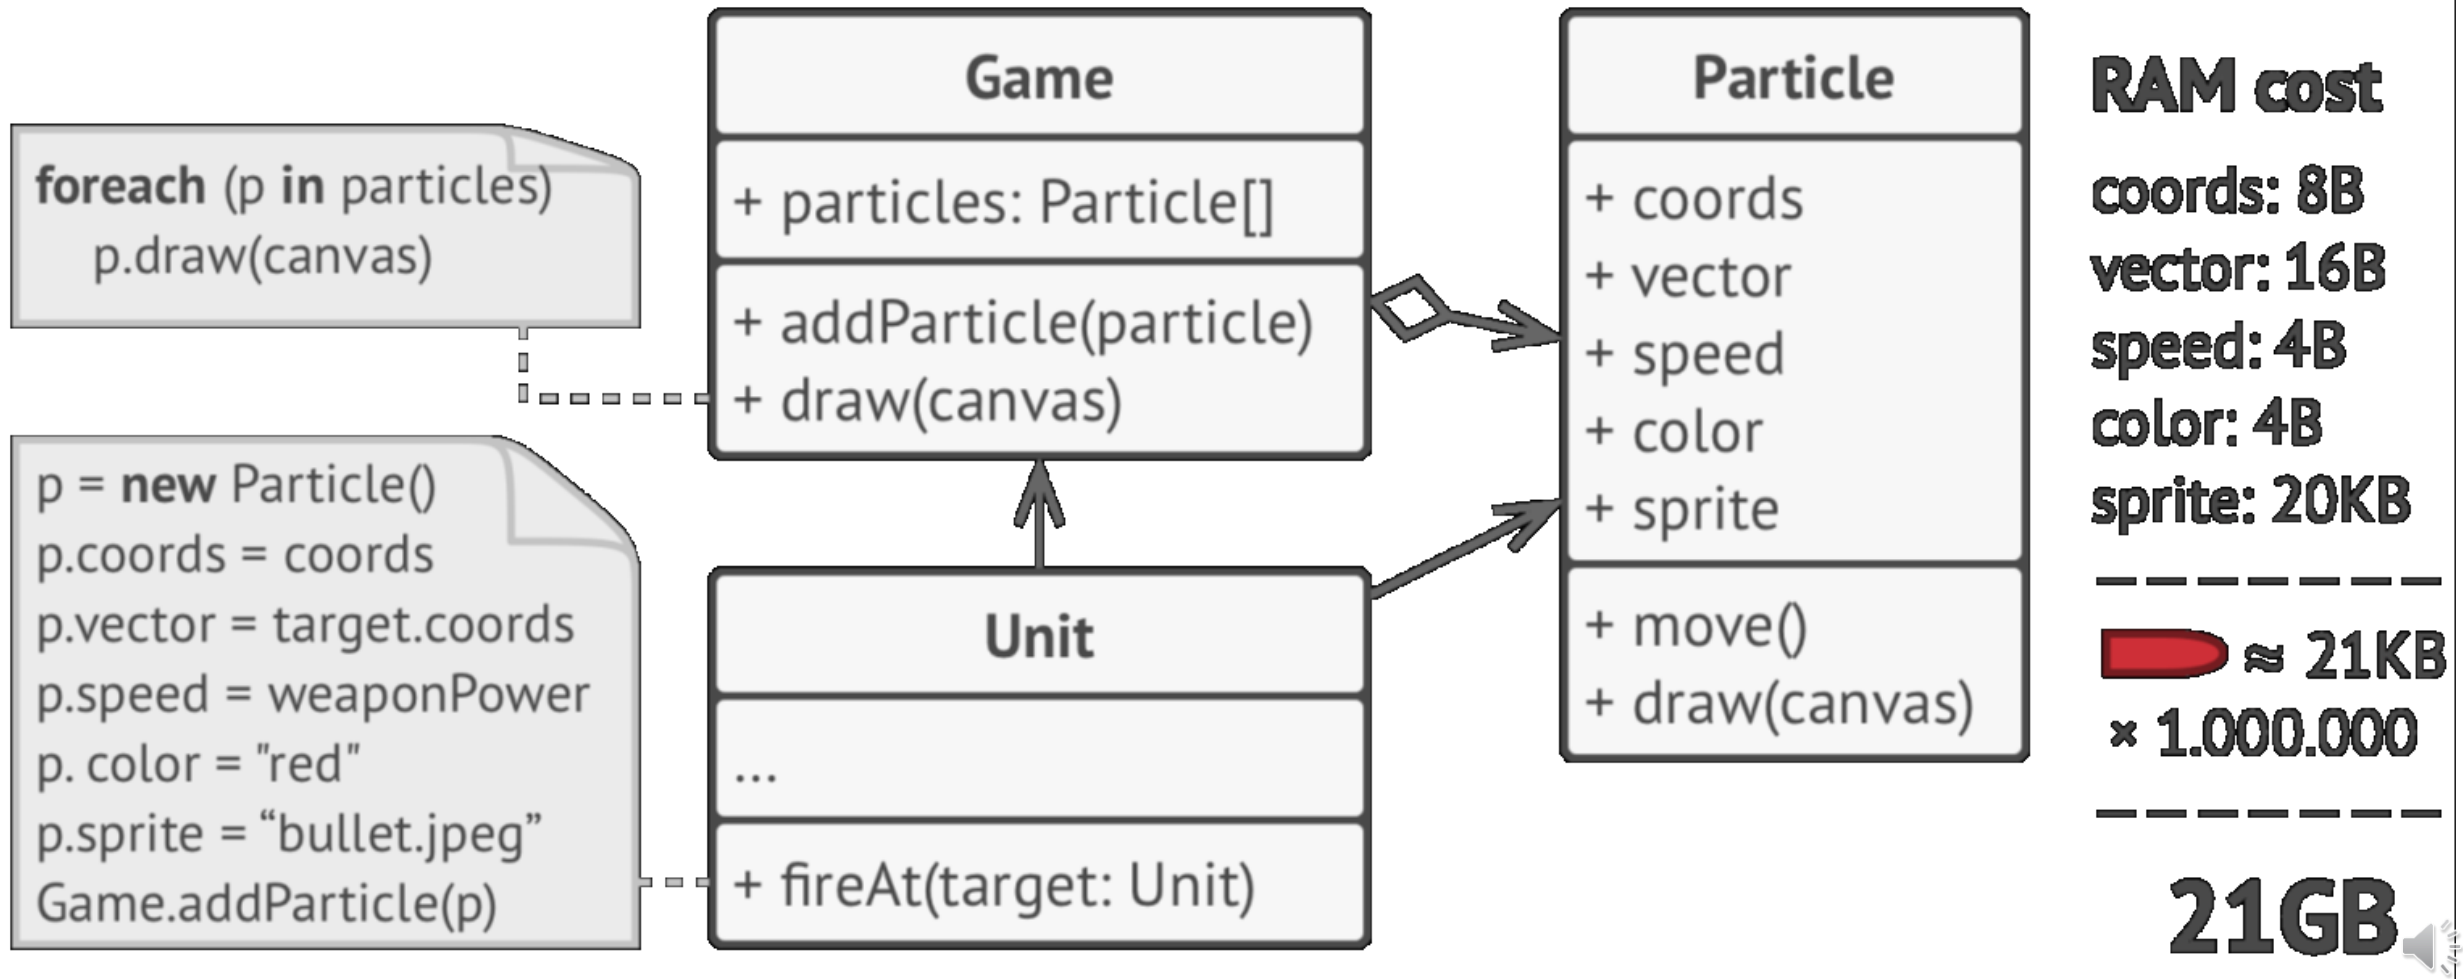 foreach (p in particles)
p.draw(canvas)
p = new Particle()
p.coords = coords
p.vector = target.coords
p.speed = weaponPower
p. color = "red"
p.sprite = “bullet.jpeg”
Game.addParticle(p)
Game
+ particles: Particle[]
+ addParticle(particle)
+ draw(canvas)
Unit
...
+ fireAt(target: Unit)
Particle
+ coords
+ vector
+ speed
+ color
+ sprite
+ move()
+ draw(canvas)
RAM cost
coords: 8B
vector: 16B
speed: 4B
color: 4B
sprite: 20KB
≈ 21KB
× 1.000.000
21GB